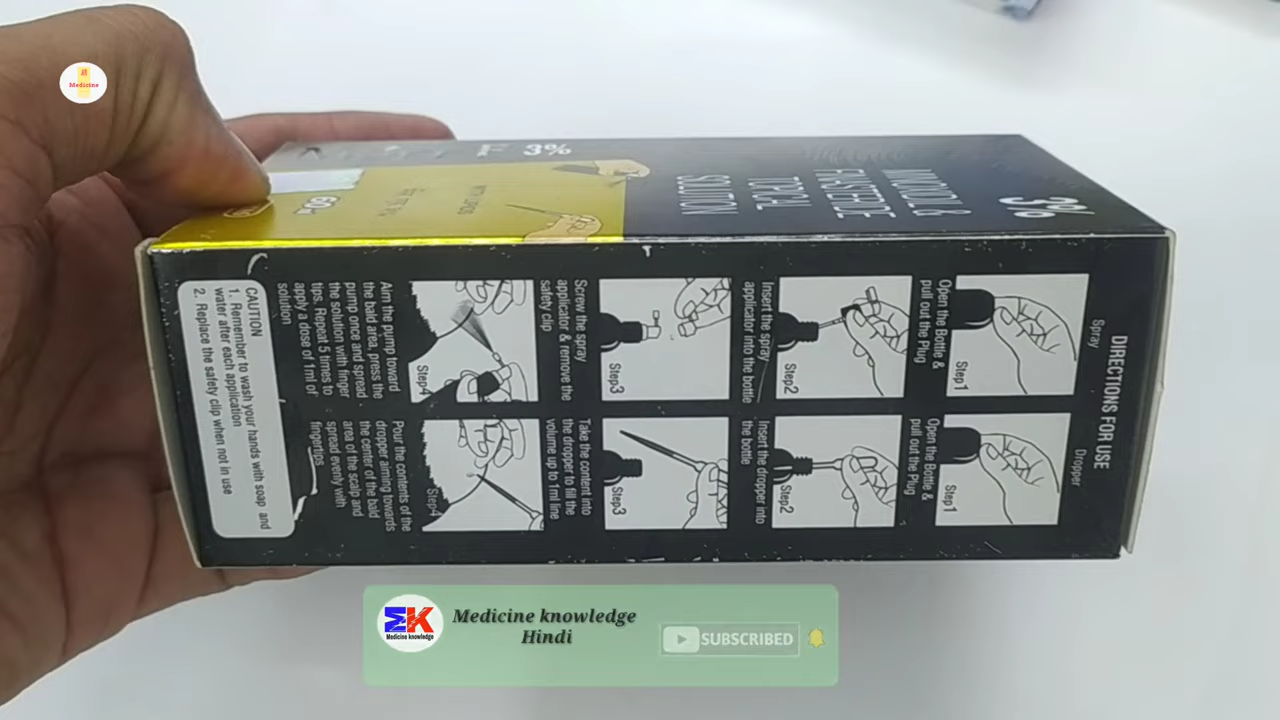 Medicine
3%
MINOXIDIL &
FINASTERIDE
TOPICAL
SOLUTION
3%
60ml
DIRECTIONS FOR USE
Spray
Step1
Open the Bottle &
pull out the Plug
Step2
Insert the spray
applicator into the bottle
Step3
Screw the spray
applicator & remove the
safety clip
Step4
Aim the pump toward
the bald area, press the
pump once and spread
the solution with finger
tips. Repeat 5 times to
apply a dose of 1ml of
solution
Dropper
Step1
Open the Bottle &
pull out the Plug
Step2
Insert the dropper into
the bottle
Step3
Take the content into
the dropper to fill the
volume up to 1ml line
Step4
Pour the contents of the
dropper aiming towards
the center of the bald
area of the scalp and
spread evenly with
fingertips
CAUTION
1. Remember to wash your hands with soap and
water after each application
2. Replace the safety clip when not in use
MK
Medicine knowledge
Medicine knowledge
Hindi
SUBSCRIBED